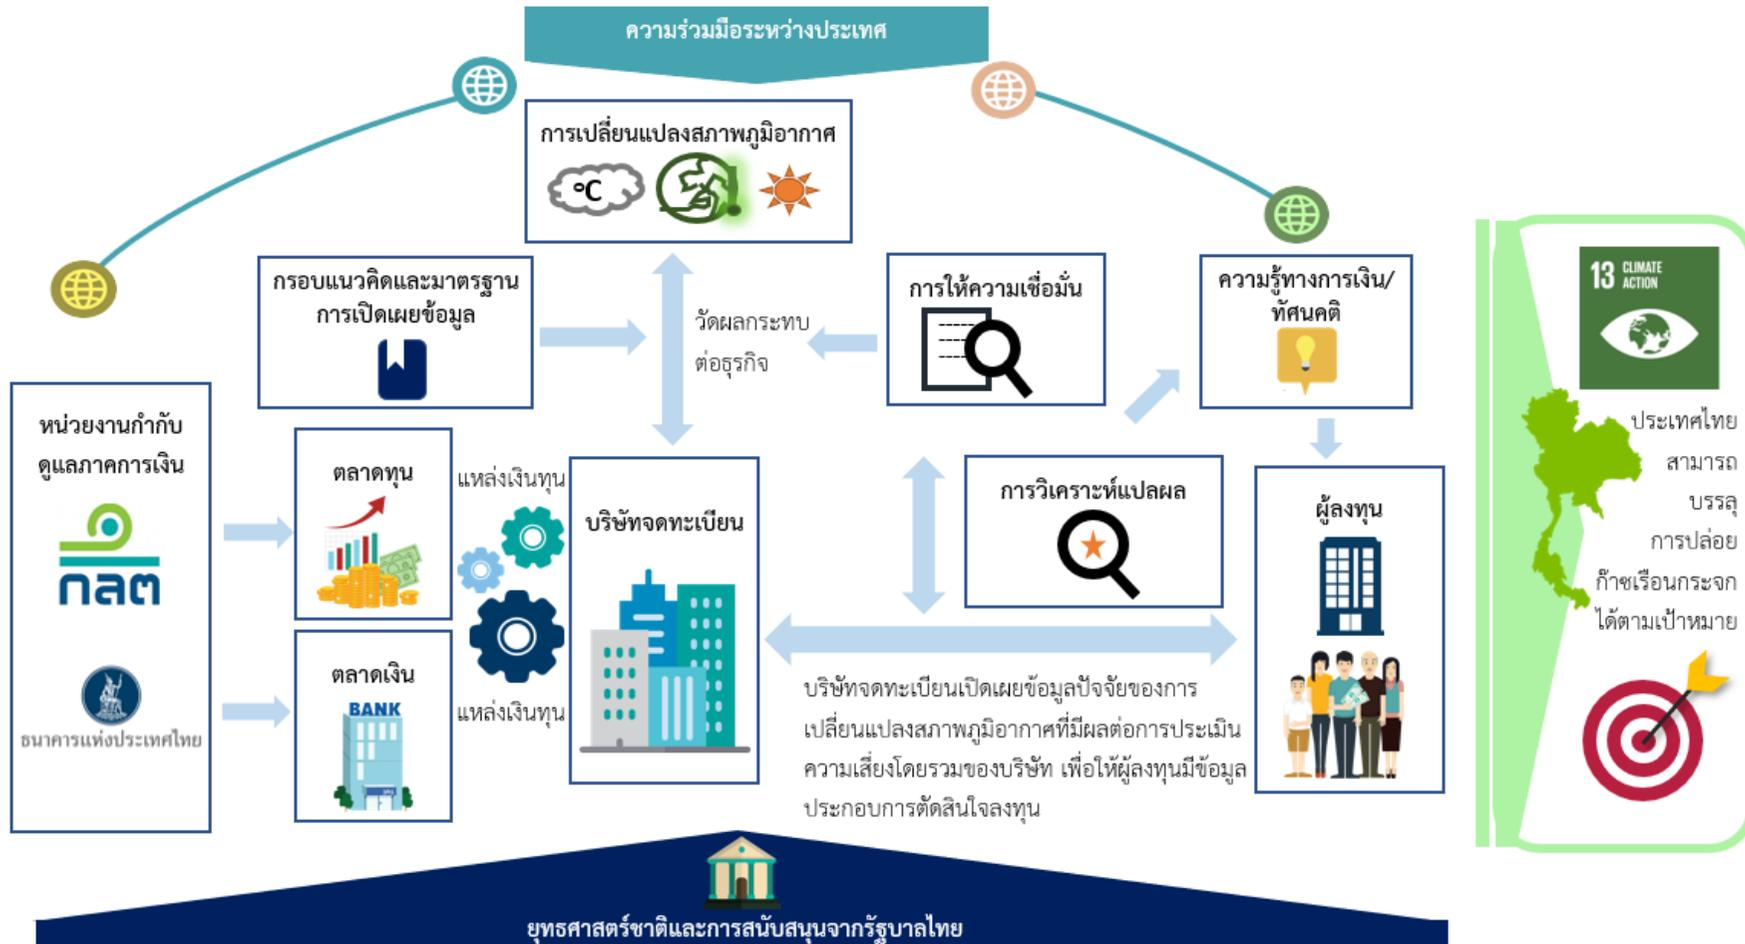 ความร่วมมือระหว่างประเทศ
การเปลี่ยนแปลงสภาพภูมิอากาศ
°C
กรอบแนวคิดและมาตรฐาน
การเปิดเผยข้อมูล
วัดผลกระทบ
ต่อธุรกิจ
การให้ความเชื่อมั่น
ความรู้ทางการเงิน/
ทัศนคติ
หน่วยงานกำกับ
ดูแลภาคการเงิน
กลต
ธนาคารแห่งประเทศไทย
ตลาดทุน
แหล่งเงินทุน
ตลาดเงิน
BANK
แหล่งเงินทุน
บริษัทจดทะเบียน
การวิเคราะห์แปลผล
ผู้ลงทุน
บริษัทจดทะเบียนเปิดเผยข้อมูลปัจจัยของการ
เปลี่ยนแปลงสภาพภูมิอากาศที่มีผลต่อการประเมิน
ความเสี่ยงโดยรวมของบริษัท เพื่อให้ผู้ลงทุนมีข้อมูล
ประกอบการตัดสินใจลงทุน
13 CLIMATE
ACTION
ประเทศไทย
สามารถ
บรรลุ
การปล่อย
ก๊าซเรือนกระจก
ได้ตามเป้าหมาย
ยุทธศาสตร์ชาติและการสนับสนุนจากรัฐบาลไทย